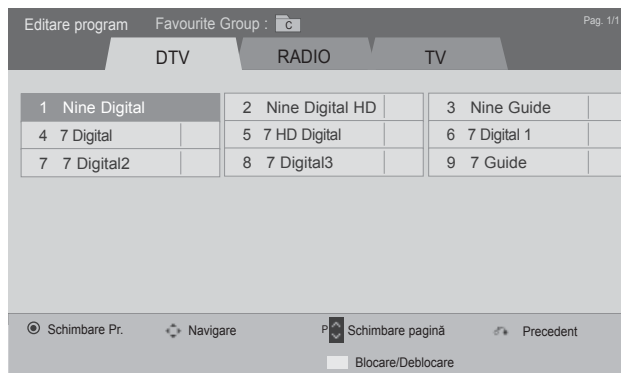 Editare program Favourite Group : C Pag. 1/1
DTV RADIO TV
1 Nine Digital 2 Nine Digital HD 3 Nine Guide
4 7 Digital 5 7 HD Digital 6 7 Digital 1
7 7 Digital2 8 7 Digital3 9 7 Guide
Schimbare Pr. Navigare P Schimbare pagină Precedent
Blocare/Deblocare